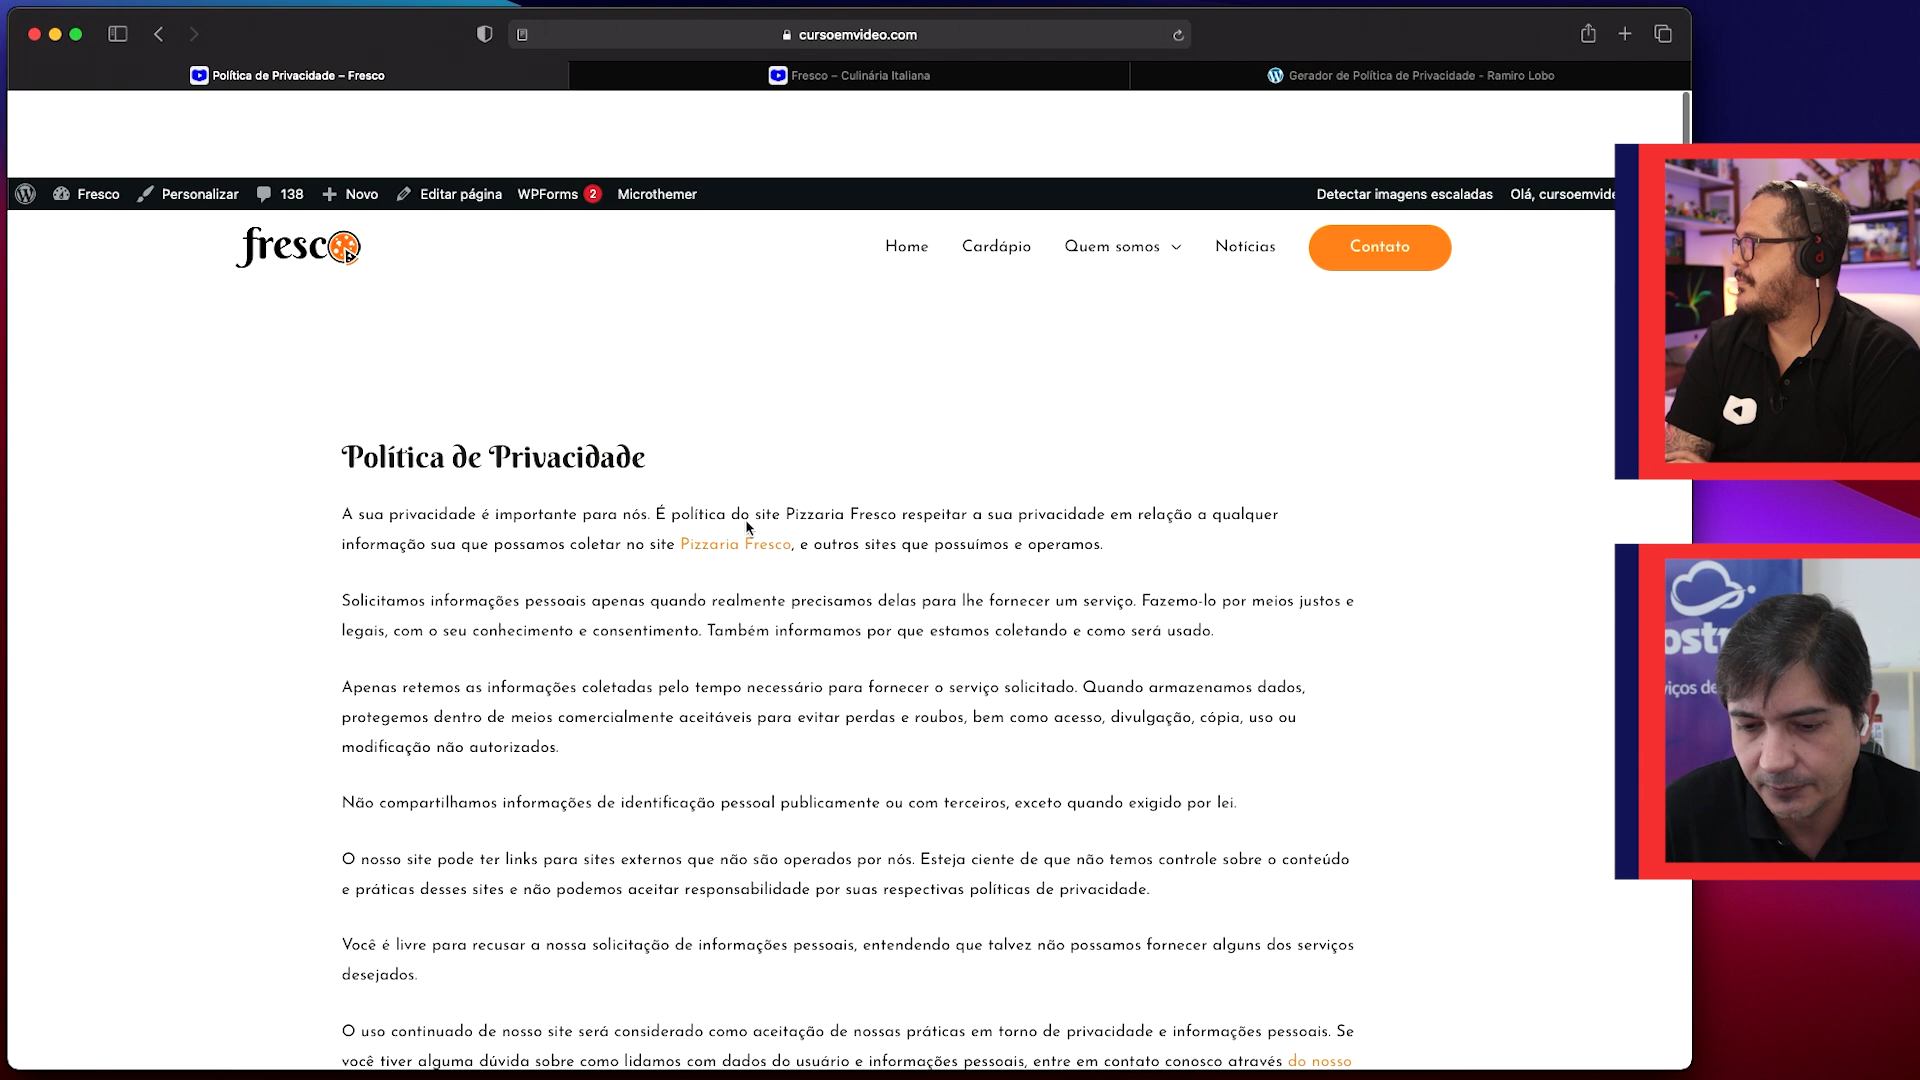 cursoemvideo.com
Política de Privacidade – Fresco
Fresco – Culinária Italiana
Gerador de Política de Privacidade - Ramiro Lobo
Fresco Personalizar 138 Novo Editar página WPForms 2 Microthemer
Detectar imagens escaladas Olá, cursoemvide
fresco
Home Cardápio Quem somos Notícias Contato
Política de Privacidade
A sua privacidade é importante para nós. É política do site Pizzaria Fresco respeitar a sua privacidade em relação a qualquer
informação sua que possamos coletar no site Pizzaria Fresco, e outros sites que possuímos e operamos.
Solicitamos informações pessoais apenas quando realmente precisamos delas para lhe fornecer um serviço. Fazemo-lo por meios justos e
legais, com o seu conhecimento e consentimento. Também informamos por que estamos coletando e como será usado.
Apenas retemos as informações coletadas pelo tempo necessário para fornecer o serviço solicitado. Quando armazenamos dados,
protegemos dentro de meios comercialmente aceitáveis para evitar perdas e roubos, bem como acesso, divulgação, cópia, uso ou
modificação não autorizados.
Não compartilhamos informações de identificação pessoal publicamente ou com terceiros, exceto quando exigido por lei.
O nosso site pode ter links para sites externos que não são operados por nós. Esteja ciente de que não temos controle sobre o conteúdo
e práticas desses sites e não podemos aceitar responsabilidade por suas respectivas políticas de privacidade.
Você é livre para recusar a nossa solicitação de informações pessoais, entendendo que talvez não possamos fornecer alguns dos serviços
desejados.
O uso continuado de nosso site será considerado como aceitação de nossas práticas em torno de privacidade e informações pessoais. Se
você tiver alguma dúvida sobre como lidamos com dados do usuário e informações pessoais, entre em contato conosco através do nosso